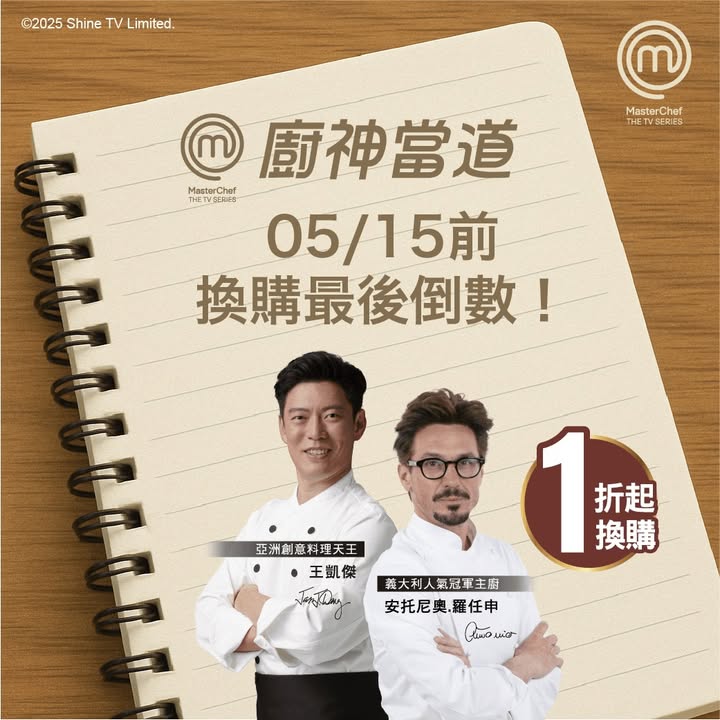 ©2025 Shine TV Limited.
MasterChef
THE TV SERIES
MasterChef
THE TV SERIES
廚神當道
05/15前
換購最後倒數！
亞洲創意料理天王
王凱傑
義大利人氣冠軍主廚
安托尼奧.羅任申
1
折起
換購